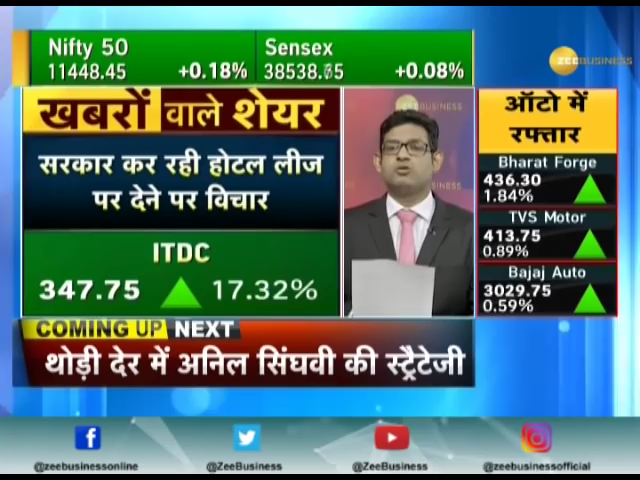 Nifty 50
11448.45 +0.18%
Sensex
+0.08%
ZEEBUSINESS
खबरों वाले शेयर
सरकार कर रही होटल लीज
पर देने पर विचार
ITDC
347.75 17.32%
ZEEBUSINESS
ऑटो में
रफ्तार
Bharat Forge
436.30
1.84%
TVS Motor
413.75
0.89%
Bajaj Auto
3029.75
0.59%
COMING UP NEXT
थोड़ी देर में अनिल सिंघवी की स्ट्रैटेजी
@zeebusinessonline
@ZeeBusiness
@ZeeBusiness
@zeebusinessofficial